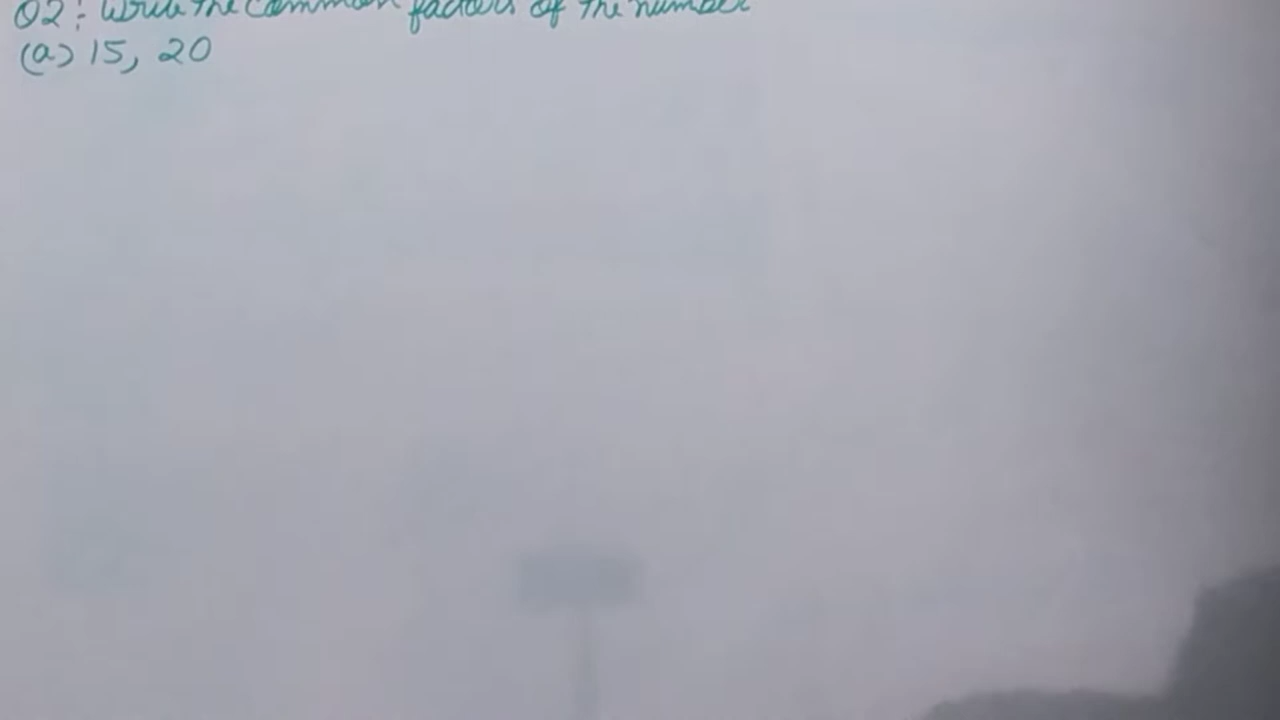 Q2: Write the Common factors of the number
(a) 15, 20